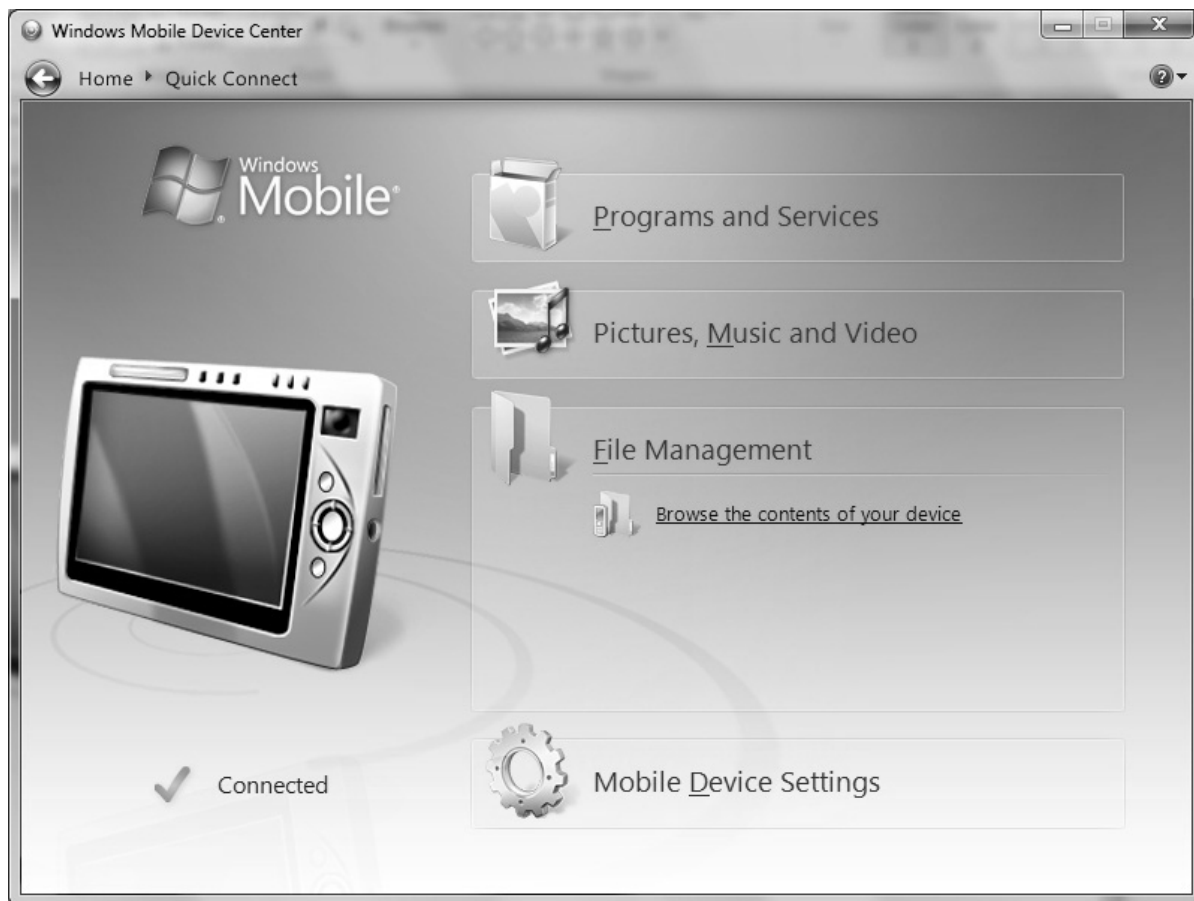 Windows Mobile Device Center
Home ▸ Quick Connect
Windows
Mobile®
Programs and Services
Pictures, Music and Video
File Management
Browse the contents of your device
Connected
Mobile Device Settings